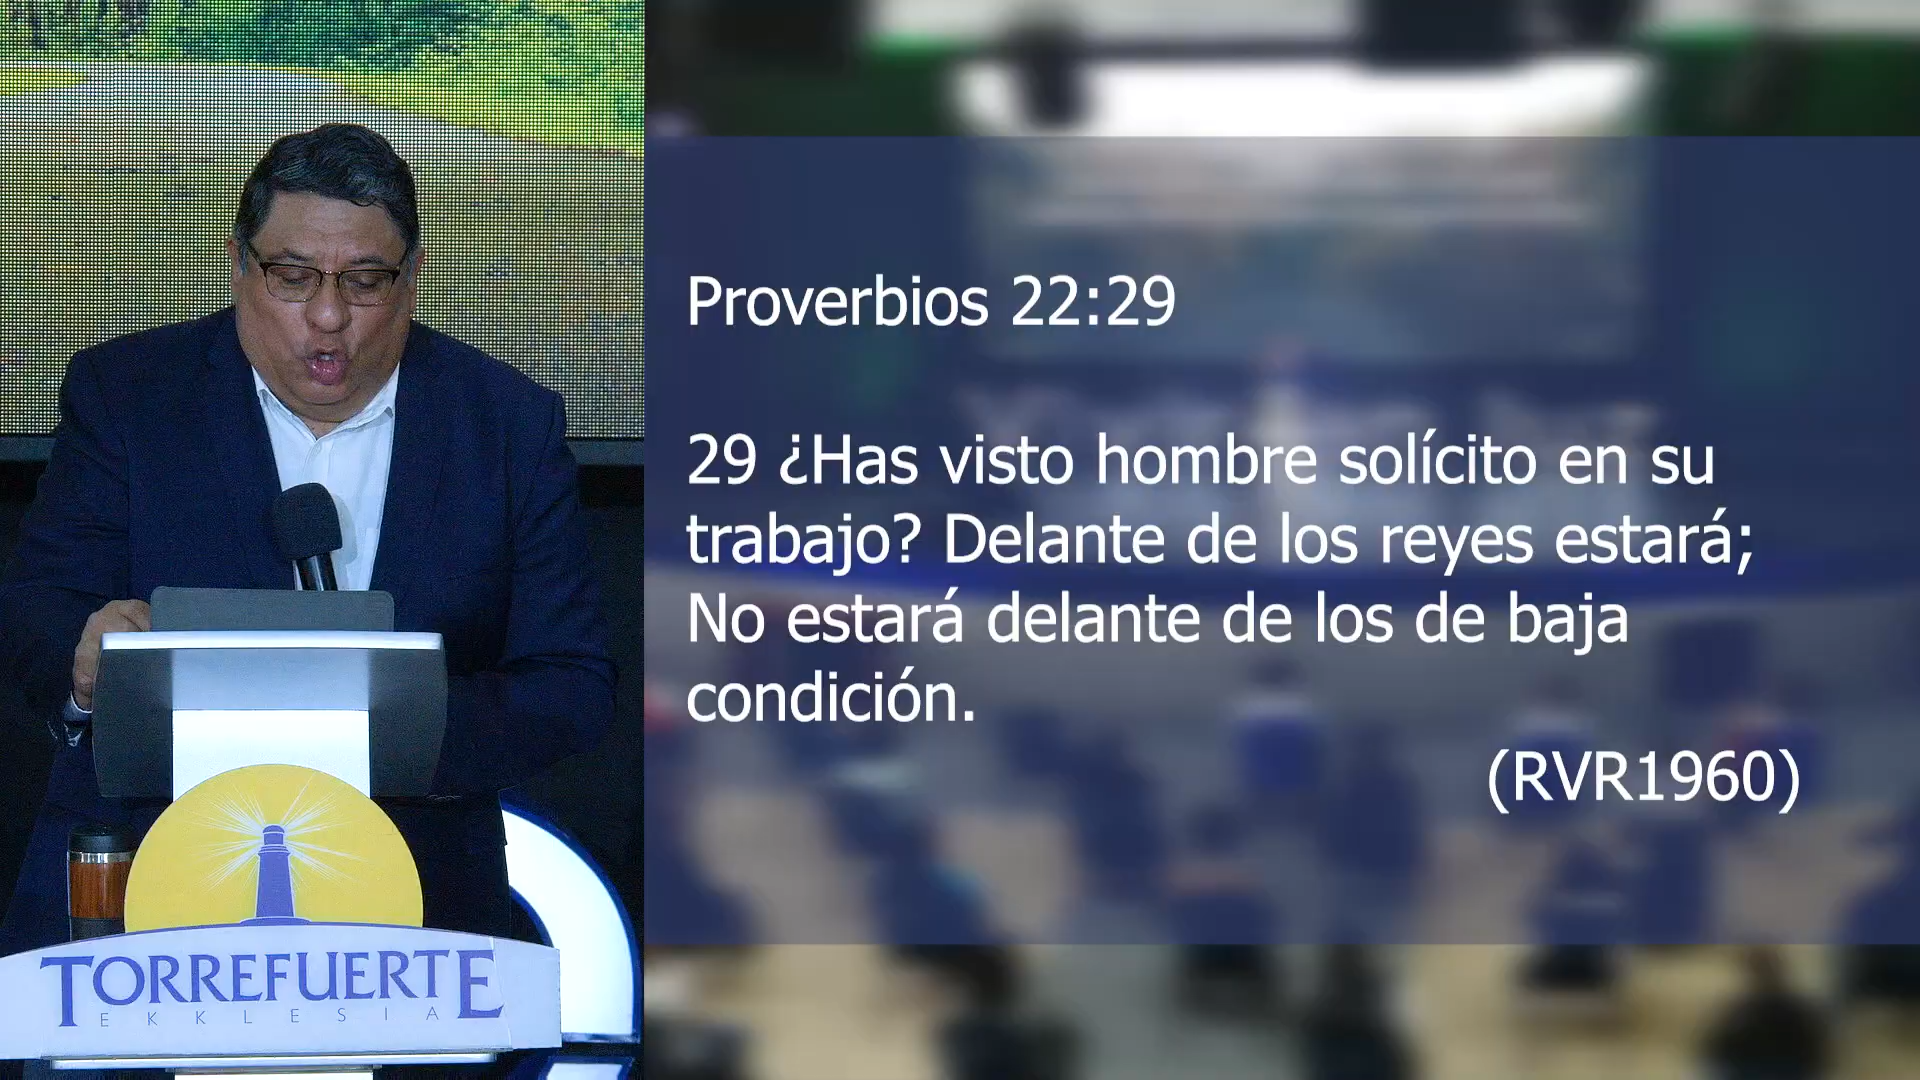 Proverbios 22:29
29 ¿Has visto hombre solícito en su
trabajo? Delante de los reyes estará;
No estará delante de los de baja
condición.
(RVR1960)
TORREFUERTE
EKKLESIA